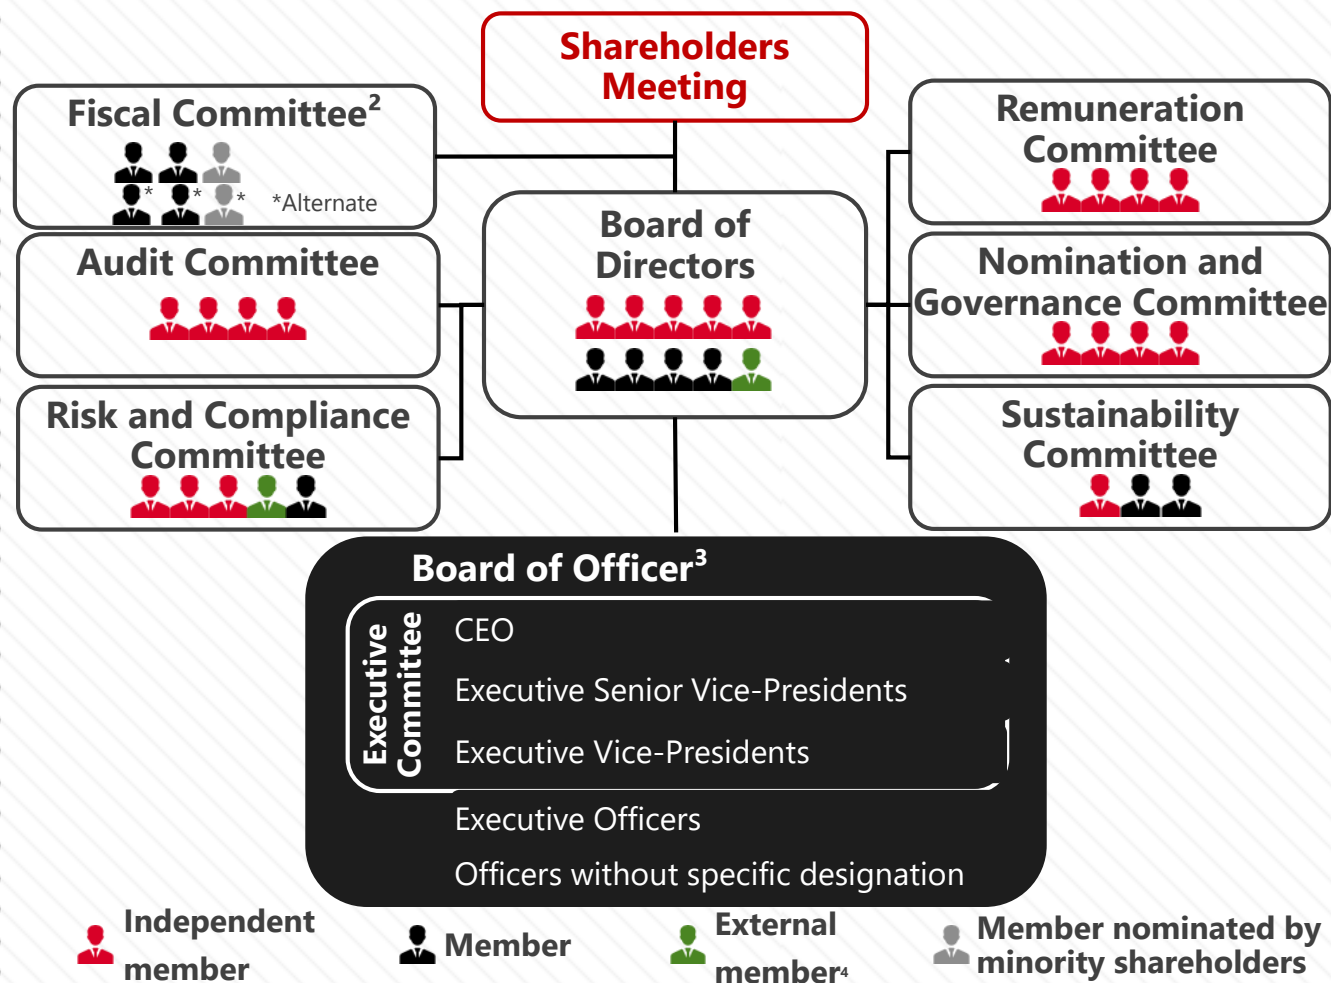 Shareholders
Meeting
Fiscal Committee²
* * *
*Alternate
Remuneration
Committee
Board of
Directors
Audit Committee
Nomination and
Governance Committee
Risk and Compliance
Committee
Sustainability
Committee
Board of Officer³
Executive
Committee
CEO
Executive Senior Vice-Presidents
Executive Vice-Presidents
Executive Officers
Officers without specific designation
Independent
member
Member
External
member⁴
Member nominated by
minority shareholders